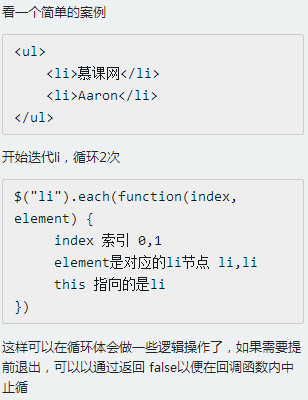 看一个简单的案例
<ul>
    <li>慕课网</li>
    <li>Aaron</li>
</ul>
开始迭代li，循环2次
$("li").each(function(index,
element) {
     index 索引 0,1
     element是对应的li节点 li,li
     this 指向的是li
})
这样可以在循环体会做一些逻辑操作了，如果需要提
前退出，可以以通过返回 false以便在回调函数内中
止循